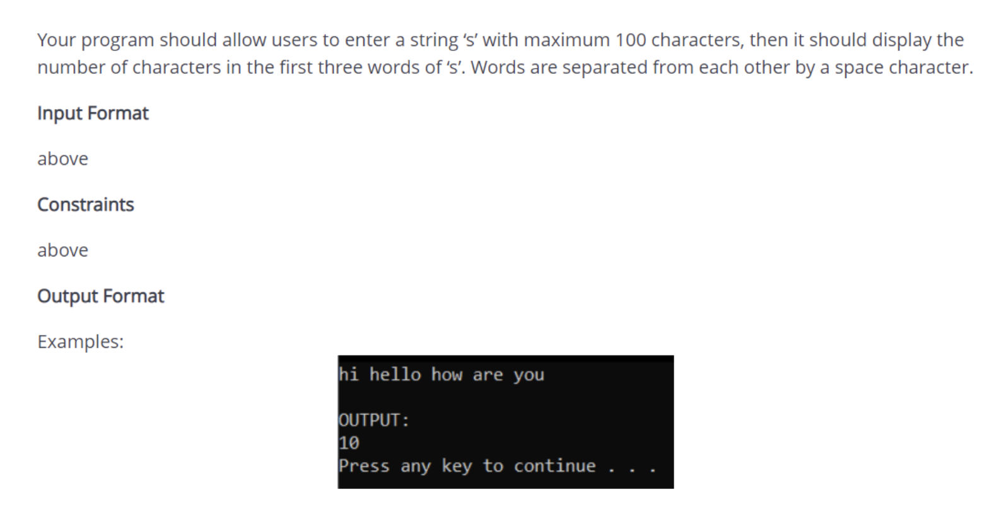 Your program should allow users to enter a string ‘s’ with maximum 100 characters, then it should display the
number of characters in the first three words of ‘s’. Words are separated from each other by a space character.
Input Format
above
Constraints
above
Output Format
Examples:
hi hello how are you
OUTPUT:
10
Press any key to continue . . .